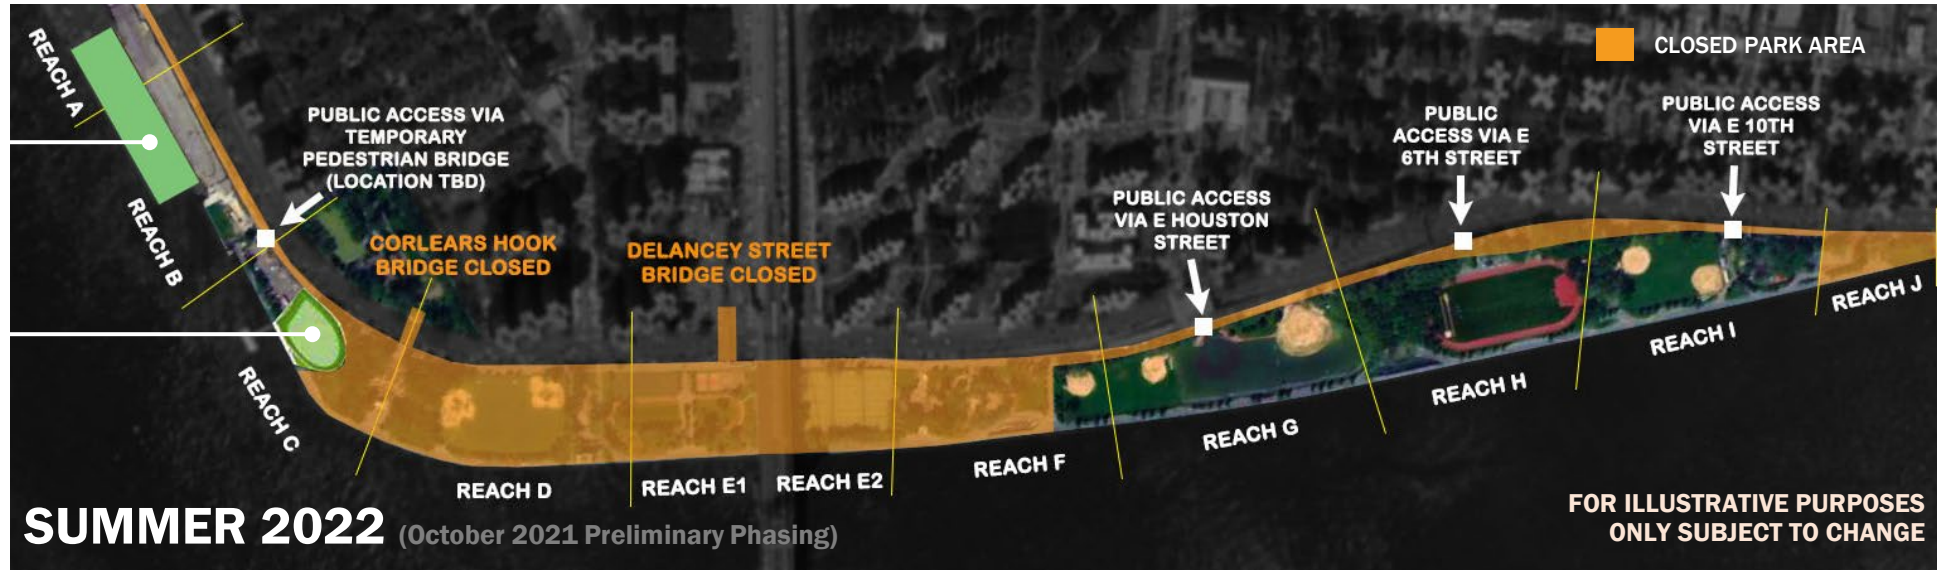 CLOSED PARK AREA
REACH A
PUBLIC ACCESS VIA
TEMPORARY
PEDESTRIAN BRIDGE
(LOCATION TBD)
PUBLIC
ACCESS VIA E
6TH STREET
PUBLIC ACCESS
VIA E 10TH
STREET
PUBLIC ACCESS
VIA E HOUSTON
STREET
REACH B
CORLEARS HOOK
BRIDGE CLOSED
DELANCEY STREET
BRIDGE CLOSED
REACH C
REACH D
REACH E1
REACH E2
REACH F
REACH G
REACH H
REACH I
REACH J
SUMMER 2022 (October 2021 Preliminary Phasing)
FOR ILLUSTRATIVE PURPOSES
ONLY SUBJECT TO CHANGE